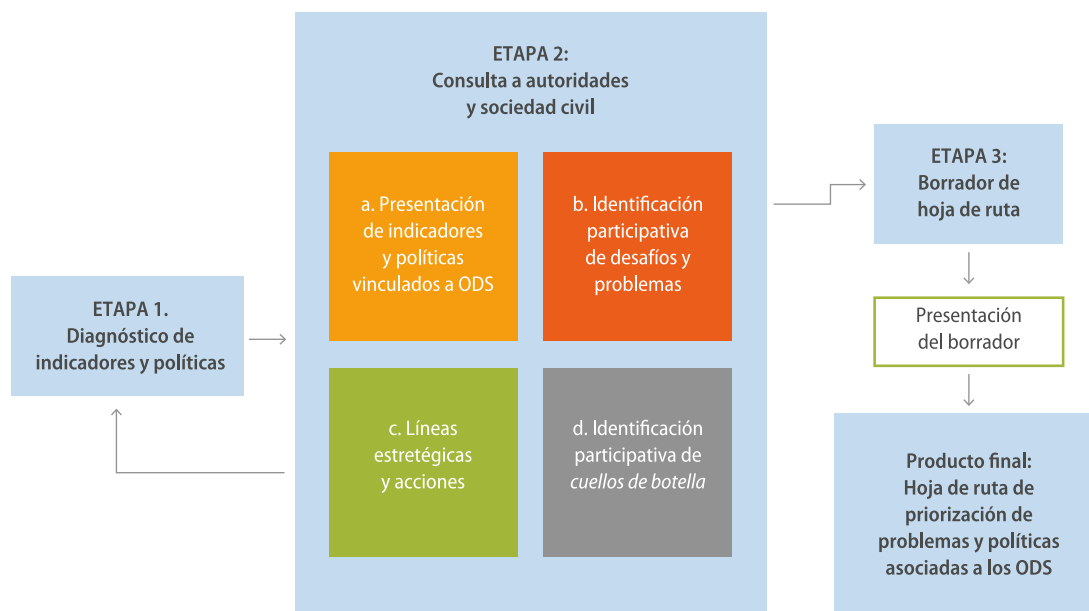 ETAPA 1.
Diagnóstico de
indicadores y políticas
ETAPA 2:
Consulta a autoridades
y sociedad civil
a. Presentación
de indicadores
y políticas
vinculados a ODS
b. Identificación
participativa
de desafíos y
problemas
c. Líneas
estretégicas
y acciones
d. Identificación
participativa de
cuellos de botella
ETAPA 3:
Borrador de
hoja de ruta
Presentación
del borrador
Producto final:
Hoja de ruta de
priorización de
problemas y políticas
asociadas a los ODS